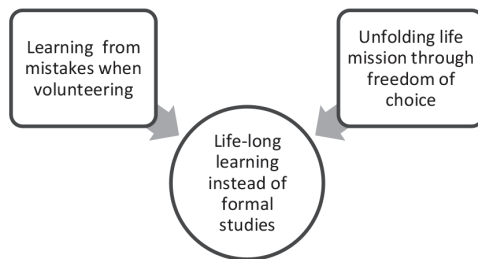 Learning from
mistakes when
volunteering
Unfolding life
mission through
freedom of
choice
Life-long
learning
instead of
formal
studies